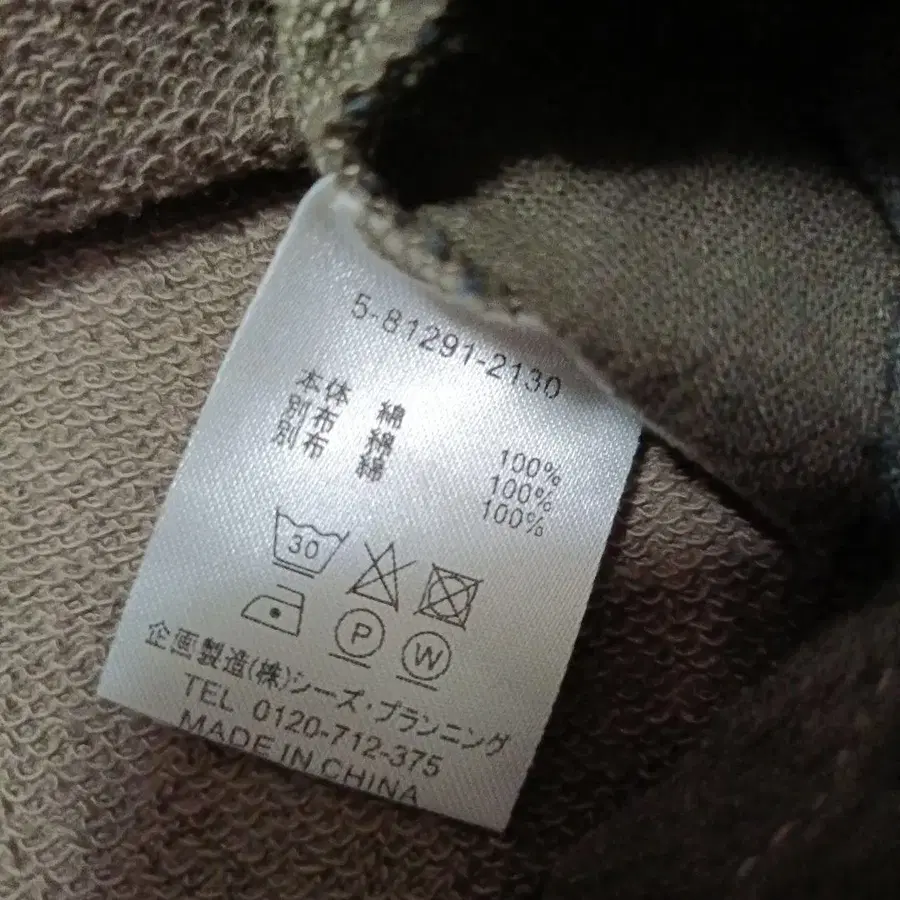 5-81291-2130
本体 綿 100%
別布 綿 100%
別布 綿 100%
30
P W
企画製造(株)シーズ・プランニング
TEL 0120-712-375
MADE IN CHINA